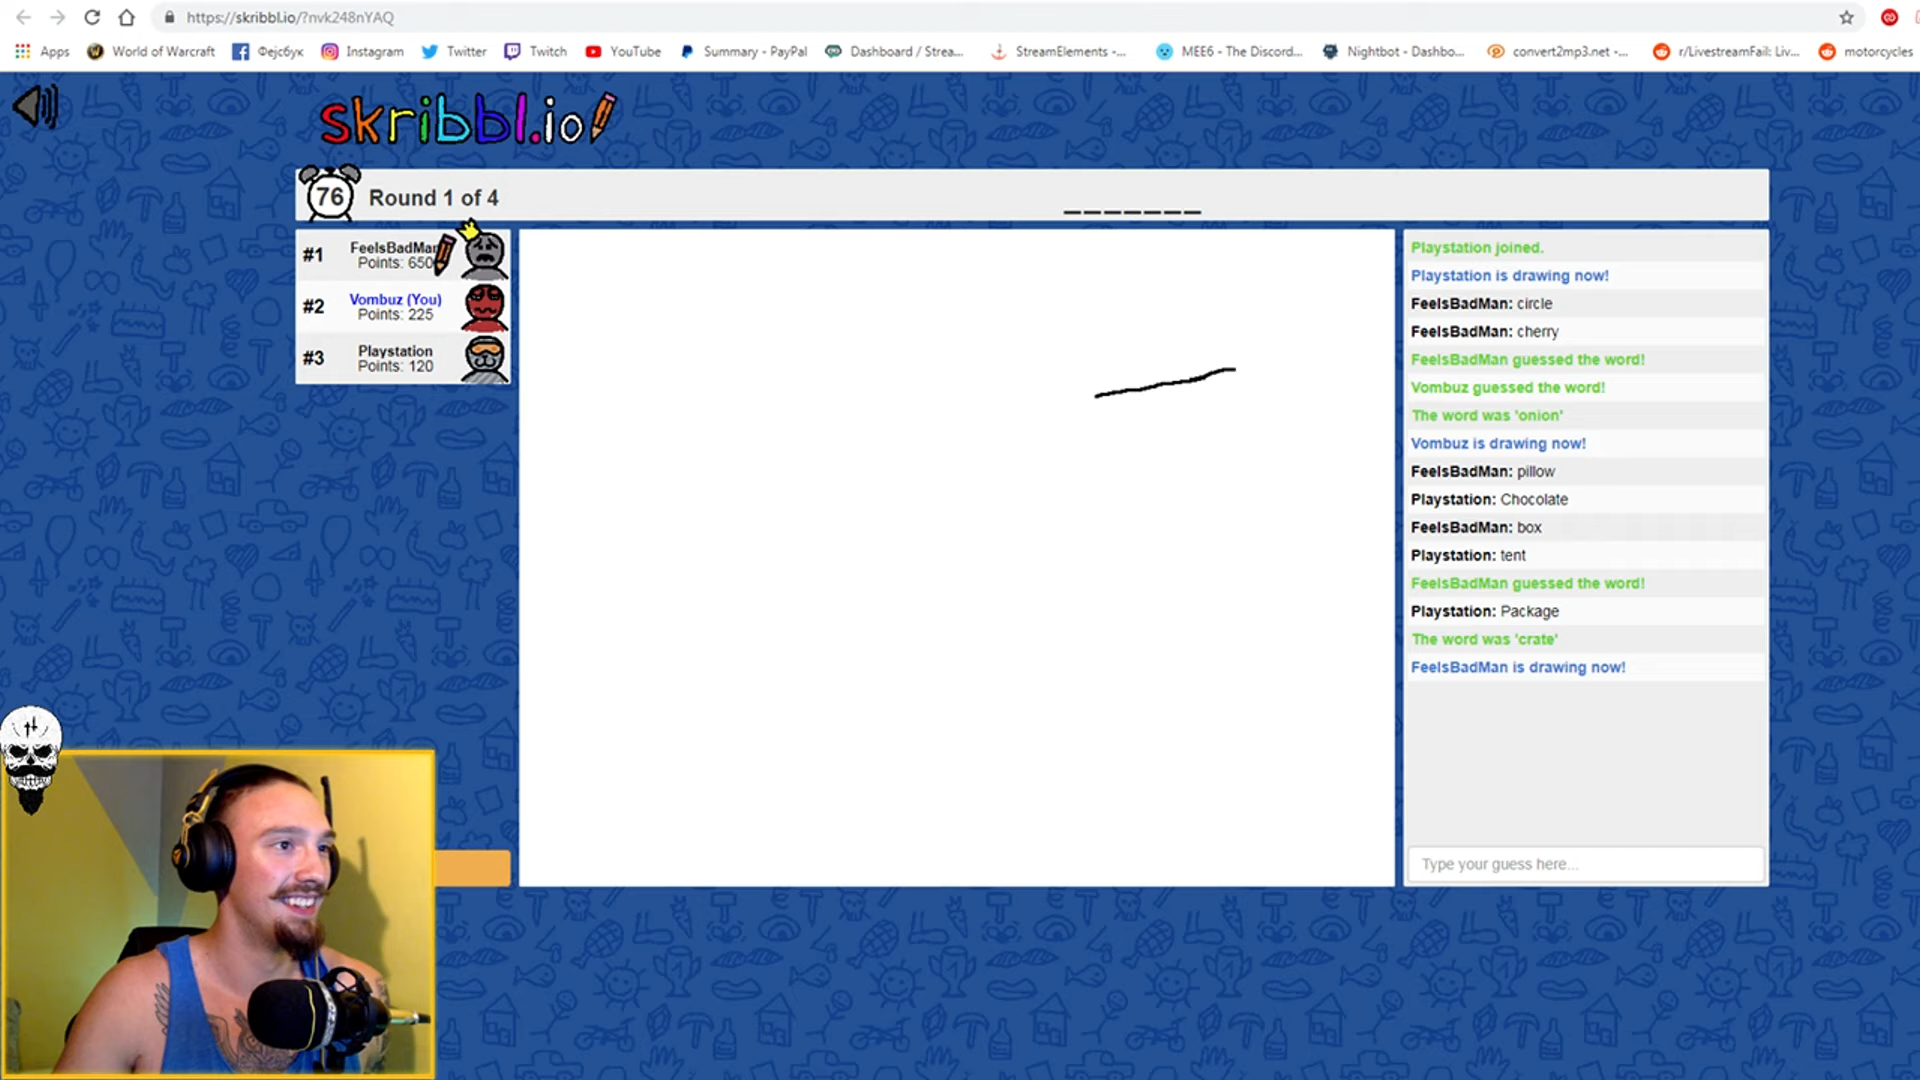 https://skribbl.io/?nvk248nYAQ
Apps World of Warcraft Фејсбук Instagram Twitter Twitch YouTube Summary - PayPal Dashboard / Strea... StreamElements -... MEE6 - The Discord... Nightbot - Dashbo... convert2mp3.net -... r/LivestreamFail: Liv... motorcycles
skribbl.io
76 Round 1 of 4 _______
#1 FeelsBadMan
Points: 650
#2 Vombuz (You)
Points: 225
#3 Playstation
Points: 120
Playstation joined.
Playstation is drawing now!
FeelsBadMan: circle
FeelsBadMan: cherry
FeelsBadMan guessed the word!
Vombuz guessed the word!
The word was 'onion'
Vombuz is drawing now!
FeelsBadMan: pillow
Playstation: Chocolate
FeelsBadMan: box
Playstation: tent
FeelsBadMan guessed the word!
Playstation: Package
The word was 'crate'
FeelsBadMan is drawing now!
Type your guess here...